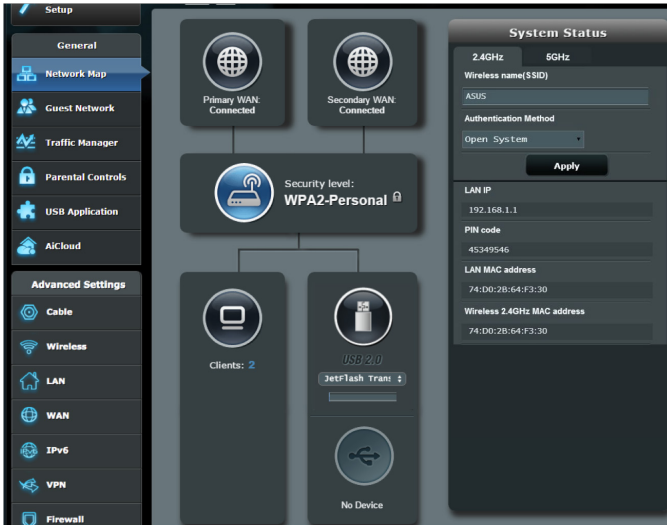 Setup
General
Network Map
Guest Network
Traffic Manager
Parental Controls
USB Application
AiCloud
Advanced Settings
Cable
Wireless
LAN
WAN
IPv6
IPv6
VPN
Firewall
Primary WAN:
Connected
Secondary WAN:
Connected
Security level:
WPA2-Personal
Clients: 2
USB 2.0
JetFlash Trans
No Device
System Status
2.4GHz 5GHz
Wireless name(SSID)
ASUS
Authentication Method
Open System
Apply
LAN IP
192.168.1.1
PIN code
45349546
LAN MAC address
74:D0:2B:64:F3:30
Wireless 2.4GHz MAC address
74:D0:2B:64:F3:30